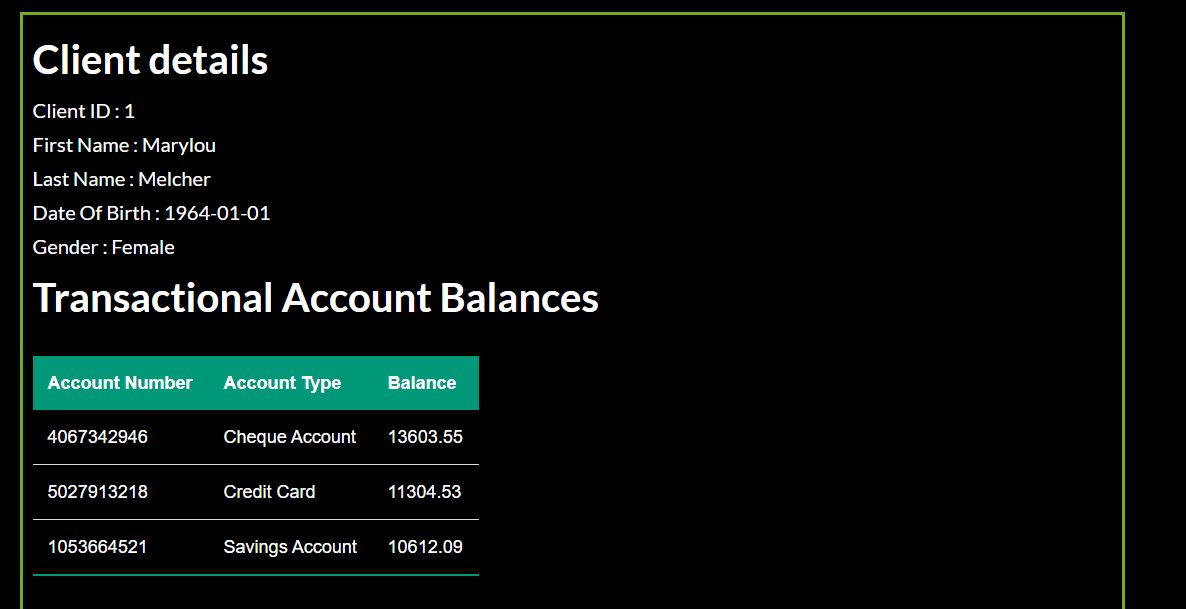 Client details
Client ID : 1
First Name : Marylou
Last Name : Melcher
Date Of Birth : 1964-01-01
Gender : Female
Transactional Account Balances
Account Number Account Type Balance
4067342946 Cheque Account 13603.55
5027913218 Credit Card 11304.53
1053664521 Savings Account 10612.09